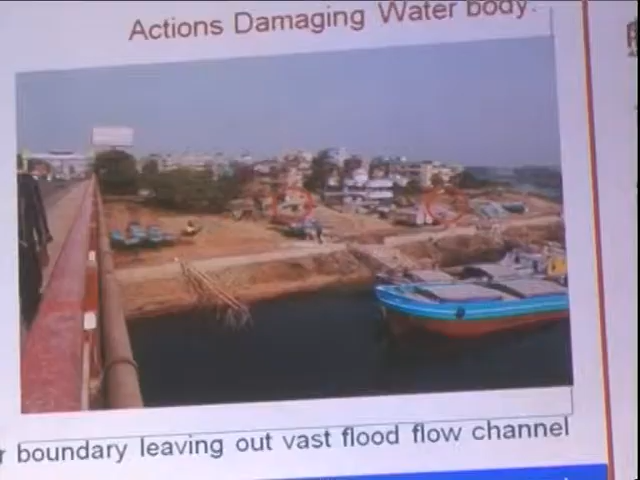 Actions Damaging Water body.
boundary leaving out vast flood flow channel